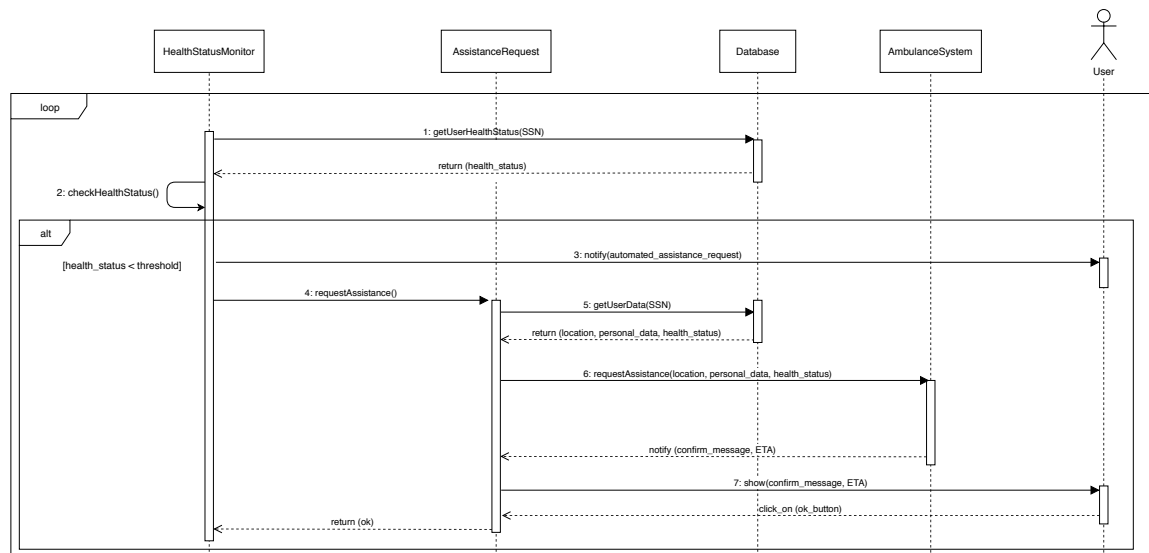 HealthStatusMonitor
AssistanceRequest
Database
AmbulanceSystem
User
loop
1: getUserHealthStatus(SSN)
return (health_status)
2: checkHealthStatus()
alt
[health_status < threshold]
3: notify(automated_assistance_request)
4: requestAssistance()
5: getUserData(SSN)
return (location, personal_data, health_status)
6: requestAssistance(location, personal_data, health_status)
notify (confirm_message, ETA)
7: show(confirm_message, ETA)
click_on (ok_button)
return (ok)